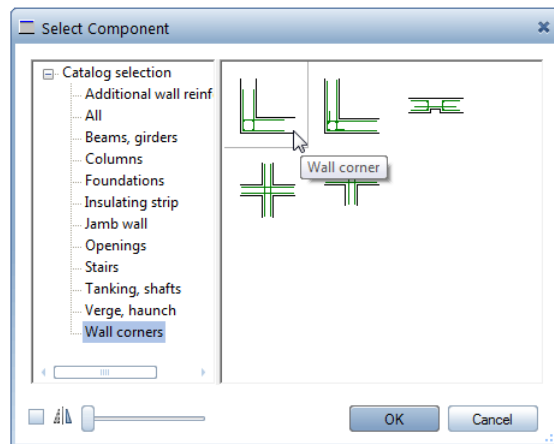 Select Component
Catalog selection
Additional wall reinf
All
Beams, girders
Columns
Foundations
Insulating strip
Jamb wall
Openings
Stairs
Tanking, shafts
Verge, haunch
Wall corners
Wall corner
OK
Cancel